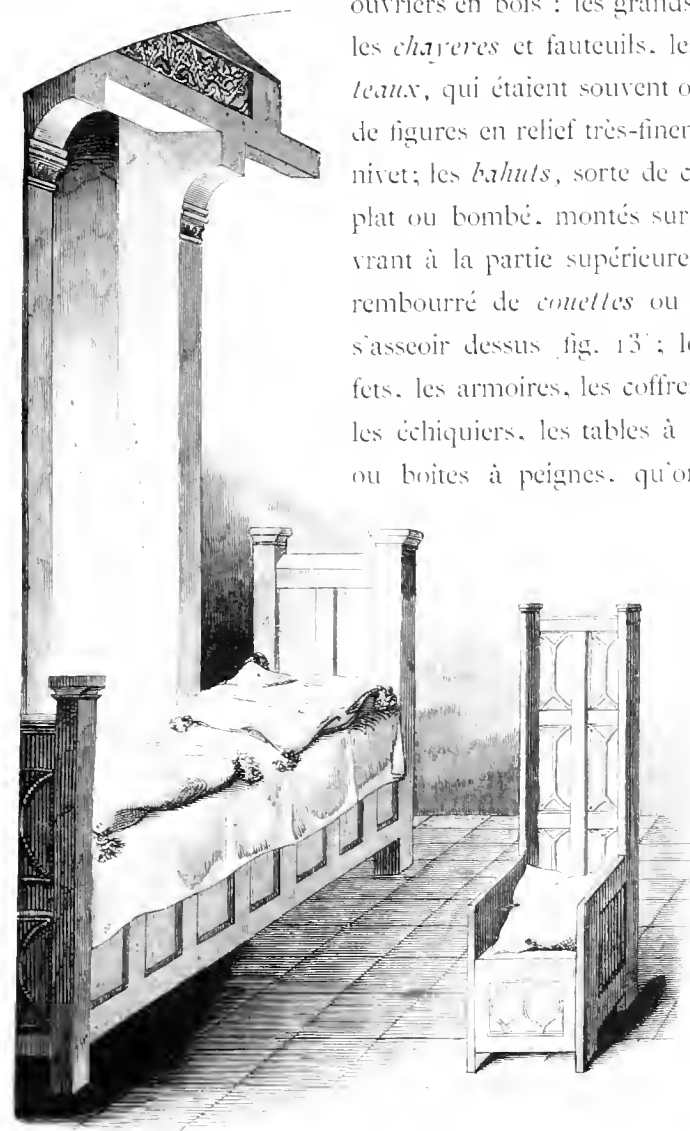 ouvriers en bois : les grands
les chayeres et fauteuils, le
teaux, qui étaient souvent o
de figures en relief très-finem
nivet; les bahuts, sorte de c
plat ou bombé, montés sur
vrant à la partie supérieure
rembourré de couettes ou
s'asseoir dessus fig. 13 ; le
fets, les armoires, les coffre
les échiquiers, les tables à
ou boîtes à peignes, qu'on